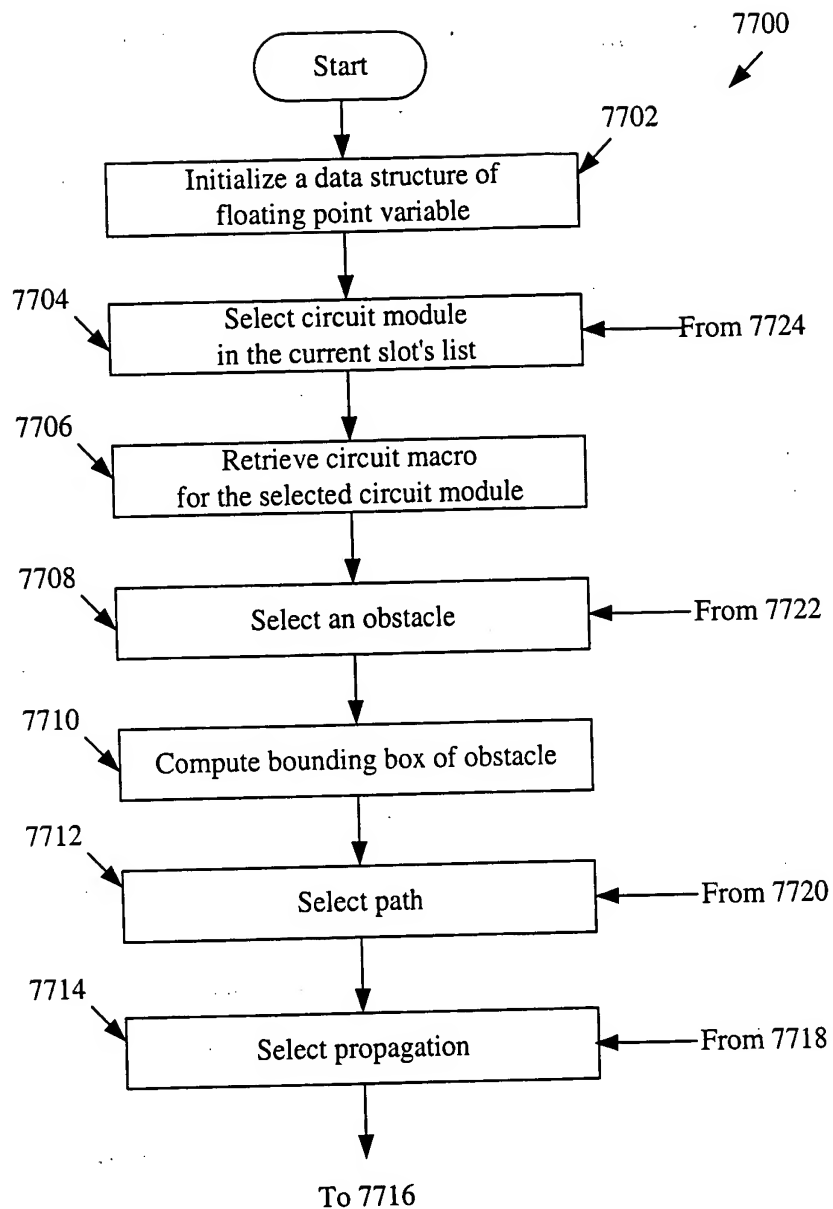 7700
Start
7702
Initialize a data structure of
floating point variable
7704
Select circuit module
in the current slot's list
From 7724
7706
Retrieve circuit macro
for the selected circuit module
7708
Select an obstacle
From 7722
7710
Compute bounding box of obstacle
7712
Select path
From 7720
7714
Select propagation
From 7718
To 7716